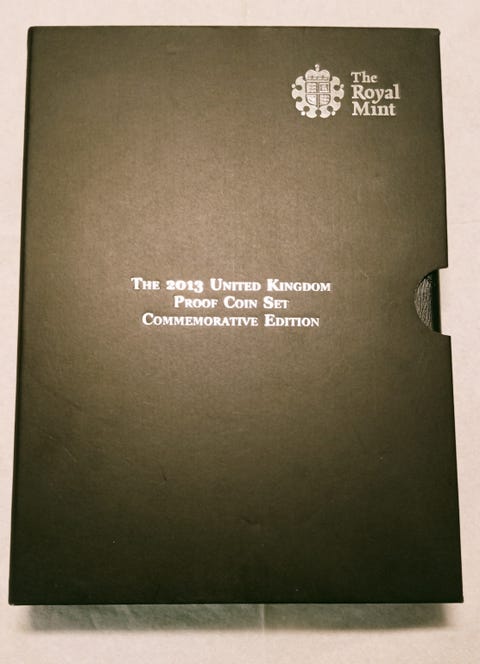 The
Royal
Mint
The 2013 United Kingdom
Proof Coin Set
Commemorative Edition